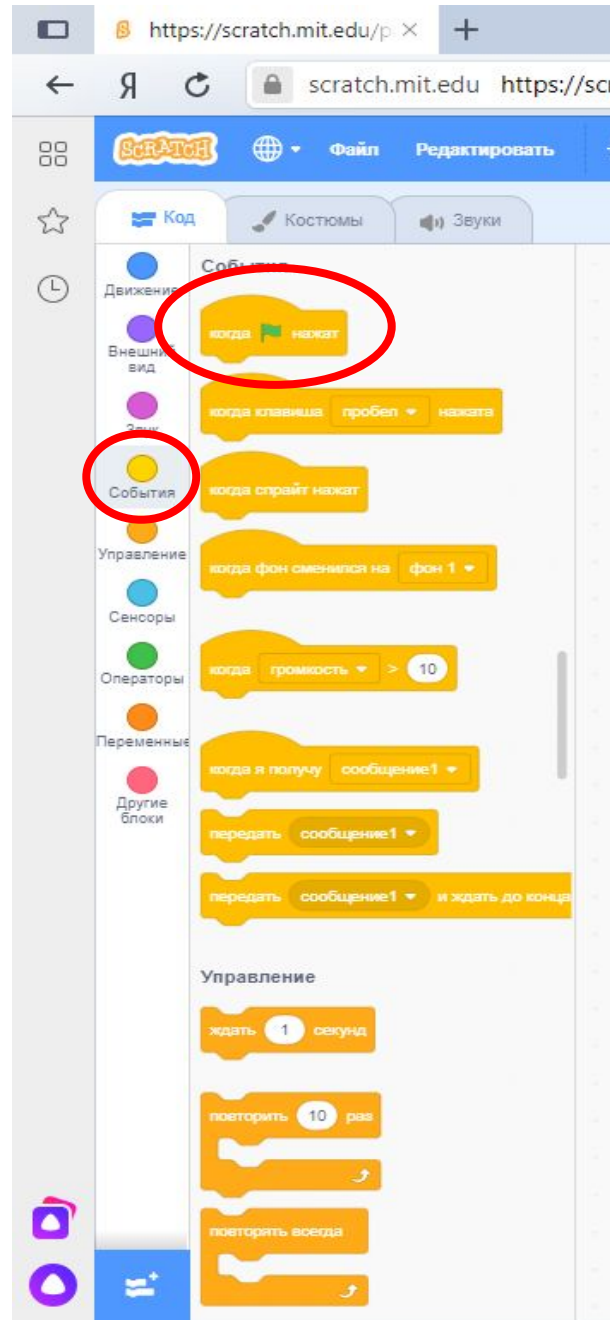 https://scratch.mit.edu/p
Я scratch.mit.edu https://scr
SCRATCH Файл Редактировать
Код Костюмы Звуки
Движение
Внешний
вид
Звук
События
Управление
Сенсоры
Операторы
Переменные
Другие
блоки
События
когда нажат
когда клавиша пробел нажата
когда спрайт нажат
когда фон сменился на фон 1
когда громкость > 10
когда я получу сообщение1
передать сообщение1
передать сообщение1 и ждать до конца
Управление
ждать 1 секунд
повторить 10 раз
повторять всегда